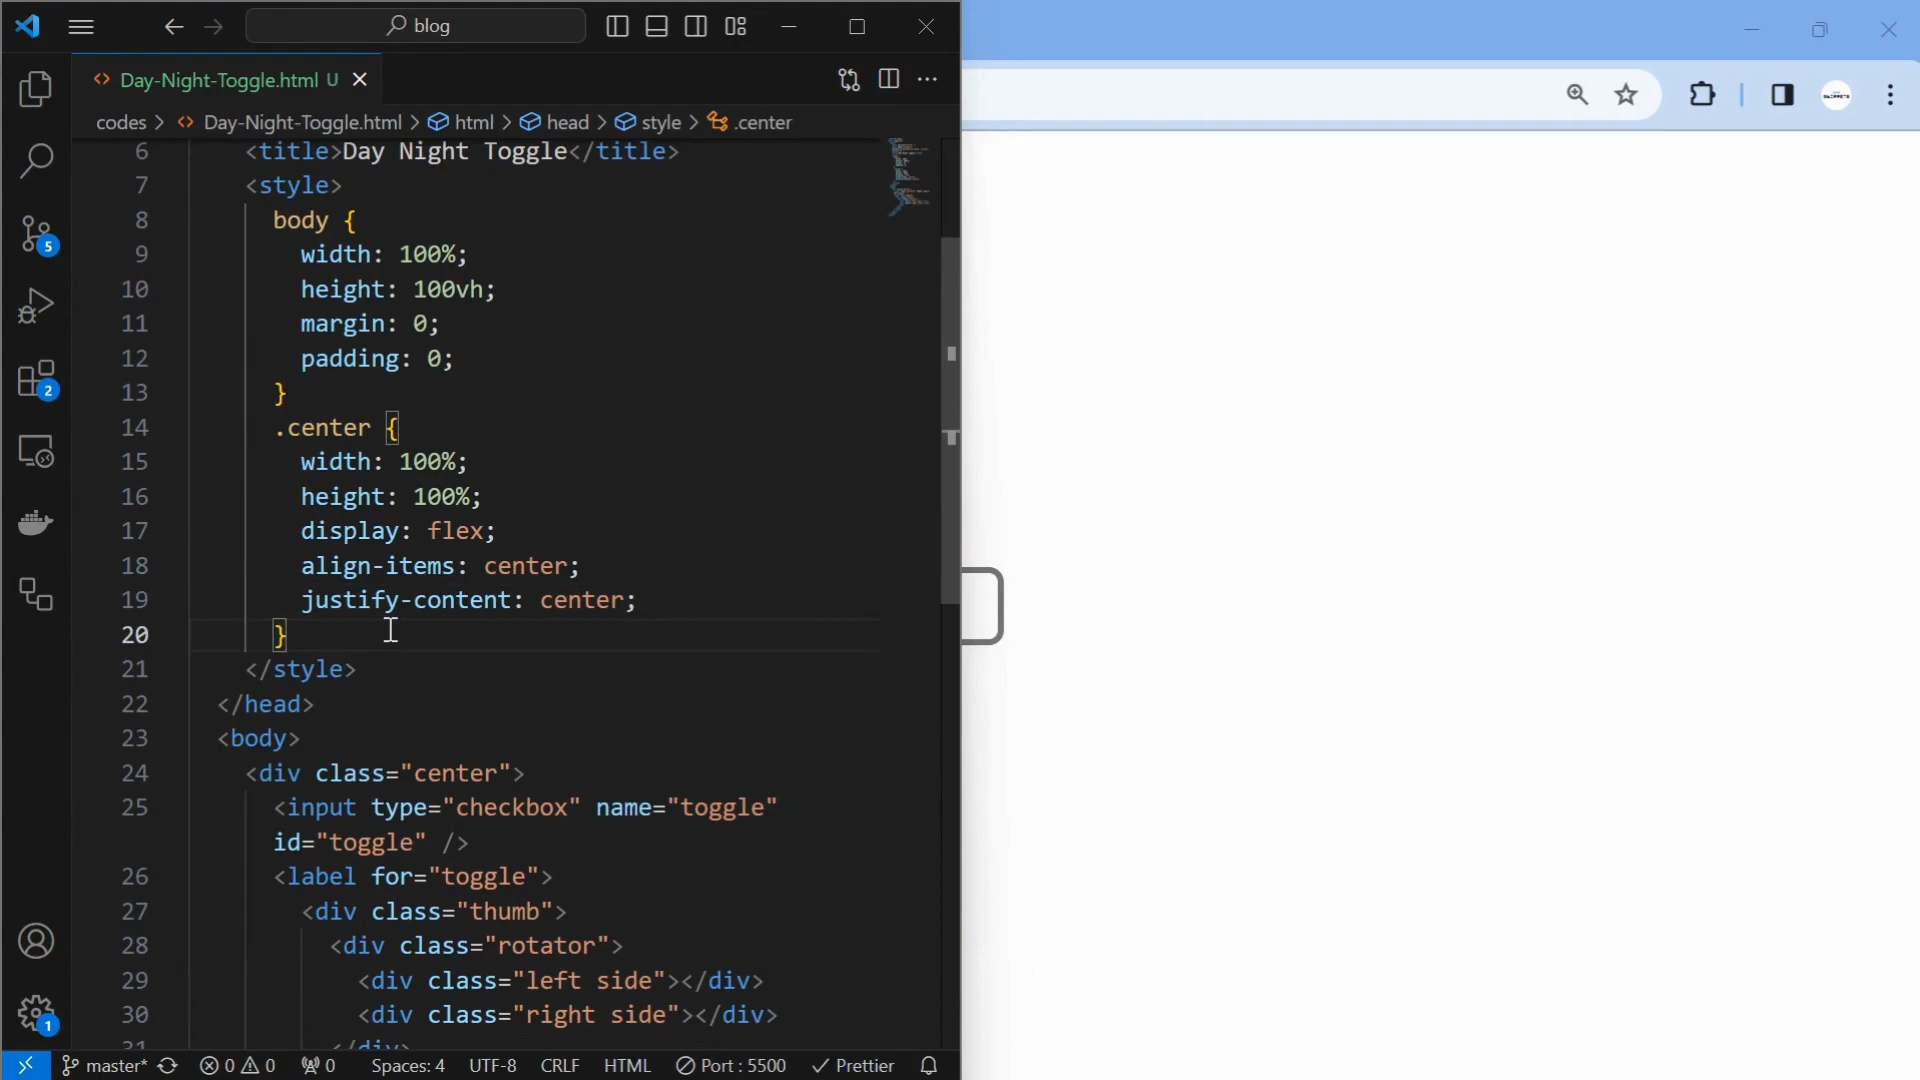 blog
Day-Night-Toggle.html U
codes > Day-Night-Toggle.html > html > head > style > .center
6 <title>Day Night Toggle</title>
7 <style>
8 body {
9 width: 100%;
10 height: 100vh;
11 margin: 0;
12 padding: 0;
13 }
14 .center {
15 width: 100%;
16 height: 100%;
17 display: flex;
18 align-items: center;
19 justify-content: center;
20 }
21 </style>
22 </head>
23 <body>
24 <div class="center">
25 <input type="checkbox" name="toggle"
id="toggle" />
26 <label for="toggle">
27 <div class="thumb">
28 <div class="rotator">
29 <div class="left side"></div>
30 <div class="right side"></div>
31 </div>
5
2
1
master* 0 0 0 Spaces: 4 UTF-8 CRLF HTML Port : 5500 Prettier